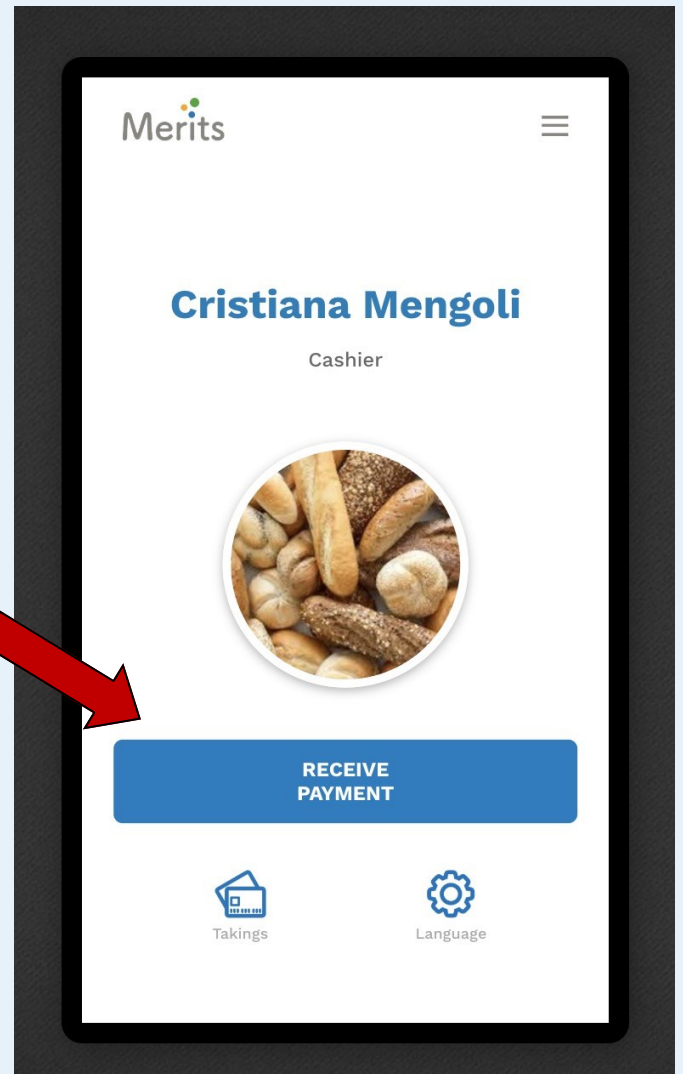 Merits
Cristiana Mengoli
Cashier
RECEIVE
PAYMENT
Takings
Language